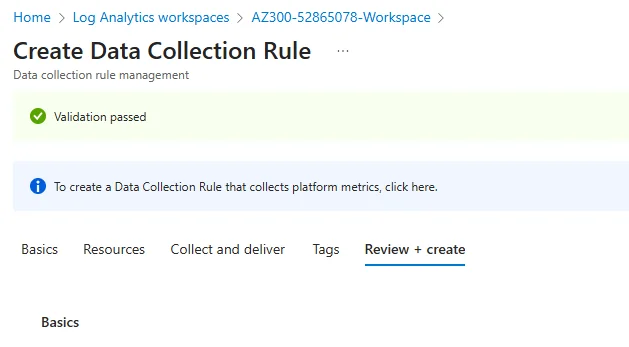 Home > Log Analytics workspaces > AZ300-52865078-Workspace >
Create Data Collection Rule ...
Data collection rule management
Validation passed
To create a Data Collection Rule that collects platform metrics, click here.
Basics Resources Collect and deliver Tags Review + create
Basics